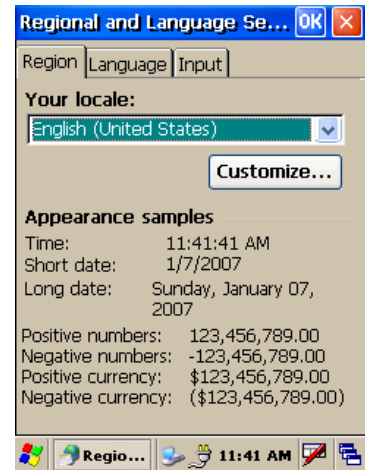 Regional and Language Se... OK
Region Language Input
Your locale:
English (United States)
Customize...
Appearance samples
Time: 11:41:41 AM
Short date: 1/7/2007
Long date: Sunday, January 07,
2007
Positive numbers: 123,456,789.00
Negative numbers: -123,456,789.00
Positive currency: $123,456,789.00
Negative currency: ($123,456,789.00)
Regio... 11:41 AM